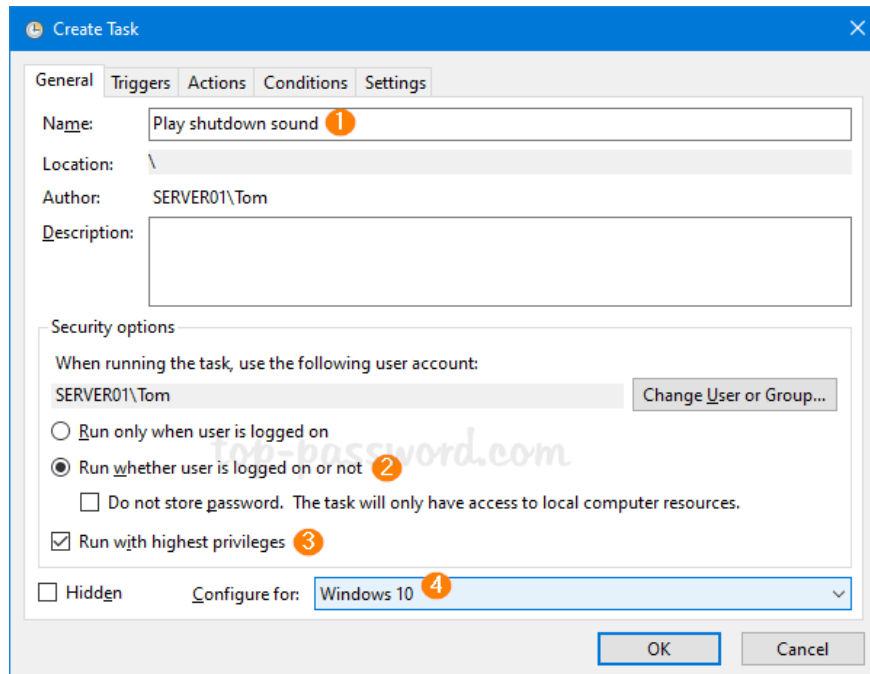 Create Task
General Triggers Actions Conditions Settings
Name: Play shutdown sound 1
Location: \
Author: SERVER01\Tom
Description:
Security options
When running the task, use the following user account:
SERVER01\Tom Change User or Group...
Run only when user is logged on
top-password.com
Run whether user is logged on or not 2
Do not store password. The task will only have access to local computer resources.
Run with highest privileges 3
Hidden Configure for: Windows 10 4
OK Cancel